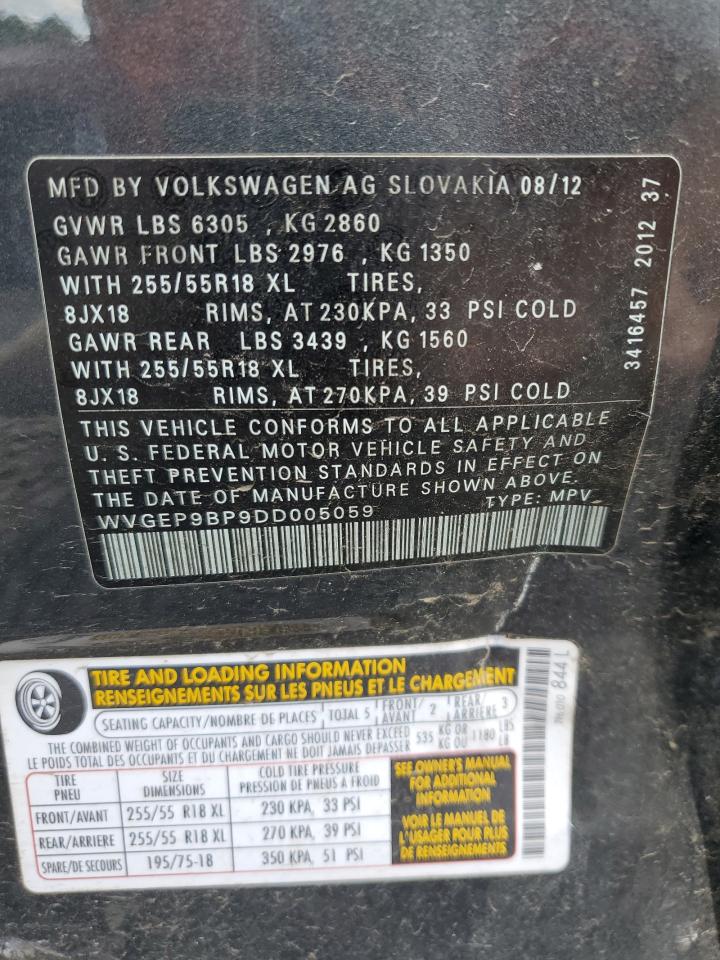 MFD BY VOLKSWAGEN AG SLOVAKIA 08/12
GVWR LBS 6305 , KG 2860
GAWR FRONT LBS 2976 , KG 1350
WITH 255/55R18 XL TIRES,
8JX18 RIMS, AT 230KPA, 33 PSI COLD
GAWR REAR LBS 3439 , KG 1560
WITH 255/55R18 XL TIRES,
8JX18 RIMS, AT 270KPA, 39 PSI COLD
THIS VEHICLE CONFORMS TO ALL APPLICABLE
U. S. FEDERAL MOTOR VEHICLE SAFETY AND
THEFT PREVENTION STANDARDS IN EFFECT ON
THE DATE OF MANUFACTURE SHOWN ABOVE.
WVGEP9BP9DD005059 TYPE: MPV
3416457 2012 37
TIRE AND LOADING INFORMATION
RENSEIGNEMENTS SUR LES PNEUS ET LE CHARGEMENT
SEATING CAPACITY/NOMBRE DE PLACES TOTAL 5 FRONT/AVANT 2 REAR/ARRIÈRE 3
THE COMBINED WEIGHT OF OCCUPANTS AND CARGO SHOULD NEVER EXCEED 535 KG OR 1180 LBS
LE POIDS TOTAL DES OCCUPANTS ET DU CHARGEMENT NE DOIT JAMAIS DEPASSER KG OU LB
TIRE PNEU SIZE DIMENSIONS COLD TIRE PRESSURE PRESSION DE PNEUS A FROID
FRONT/AVANT 255/55 R18 XL 230 KPA, 33 PSI
REAR/ARRIERE 255/55 R18 XL 270 KPA, 39 PSI
SPARE/DE SECOURS 195/75-18 350 KPA, 51 PSI
SEE OWNER'S MANUAL
FOR ADDITIONAL
INFORMATION
VOIR LE MANUEL DE
L'USAGER POUR PLUS
DE RENSEIGNEMENTS
844 L